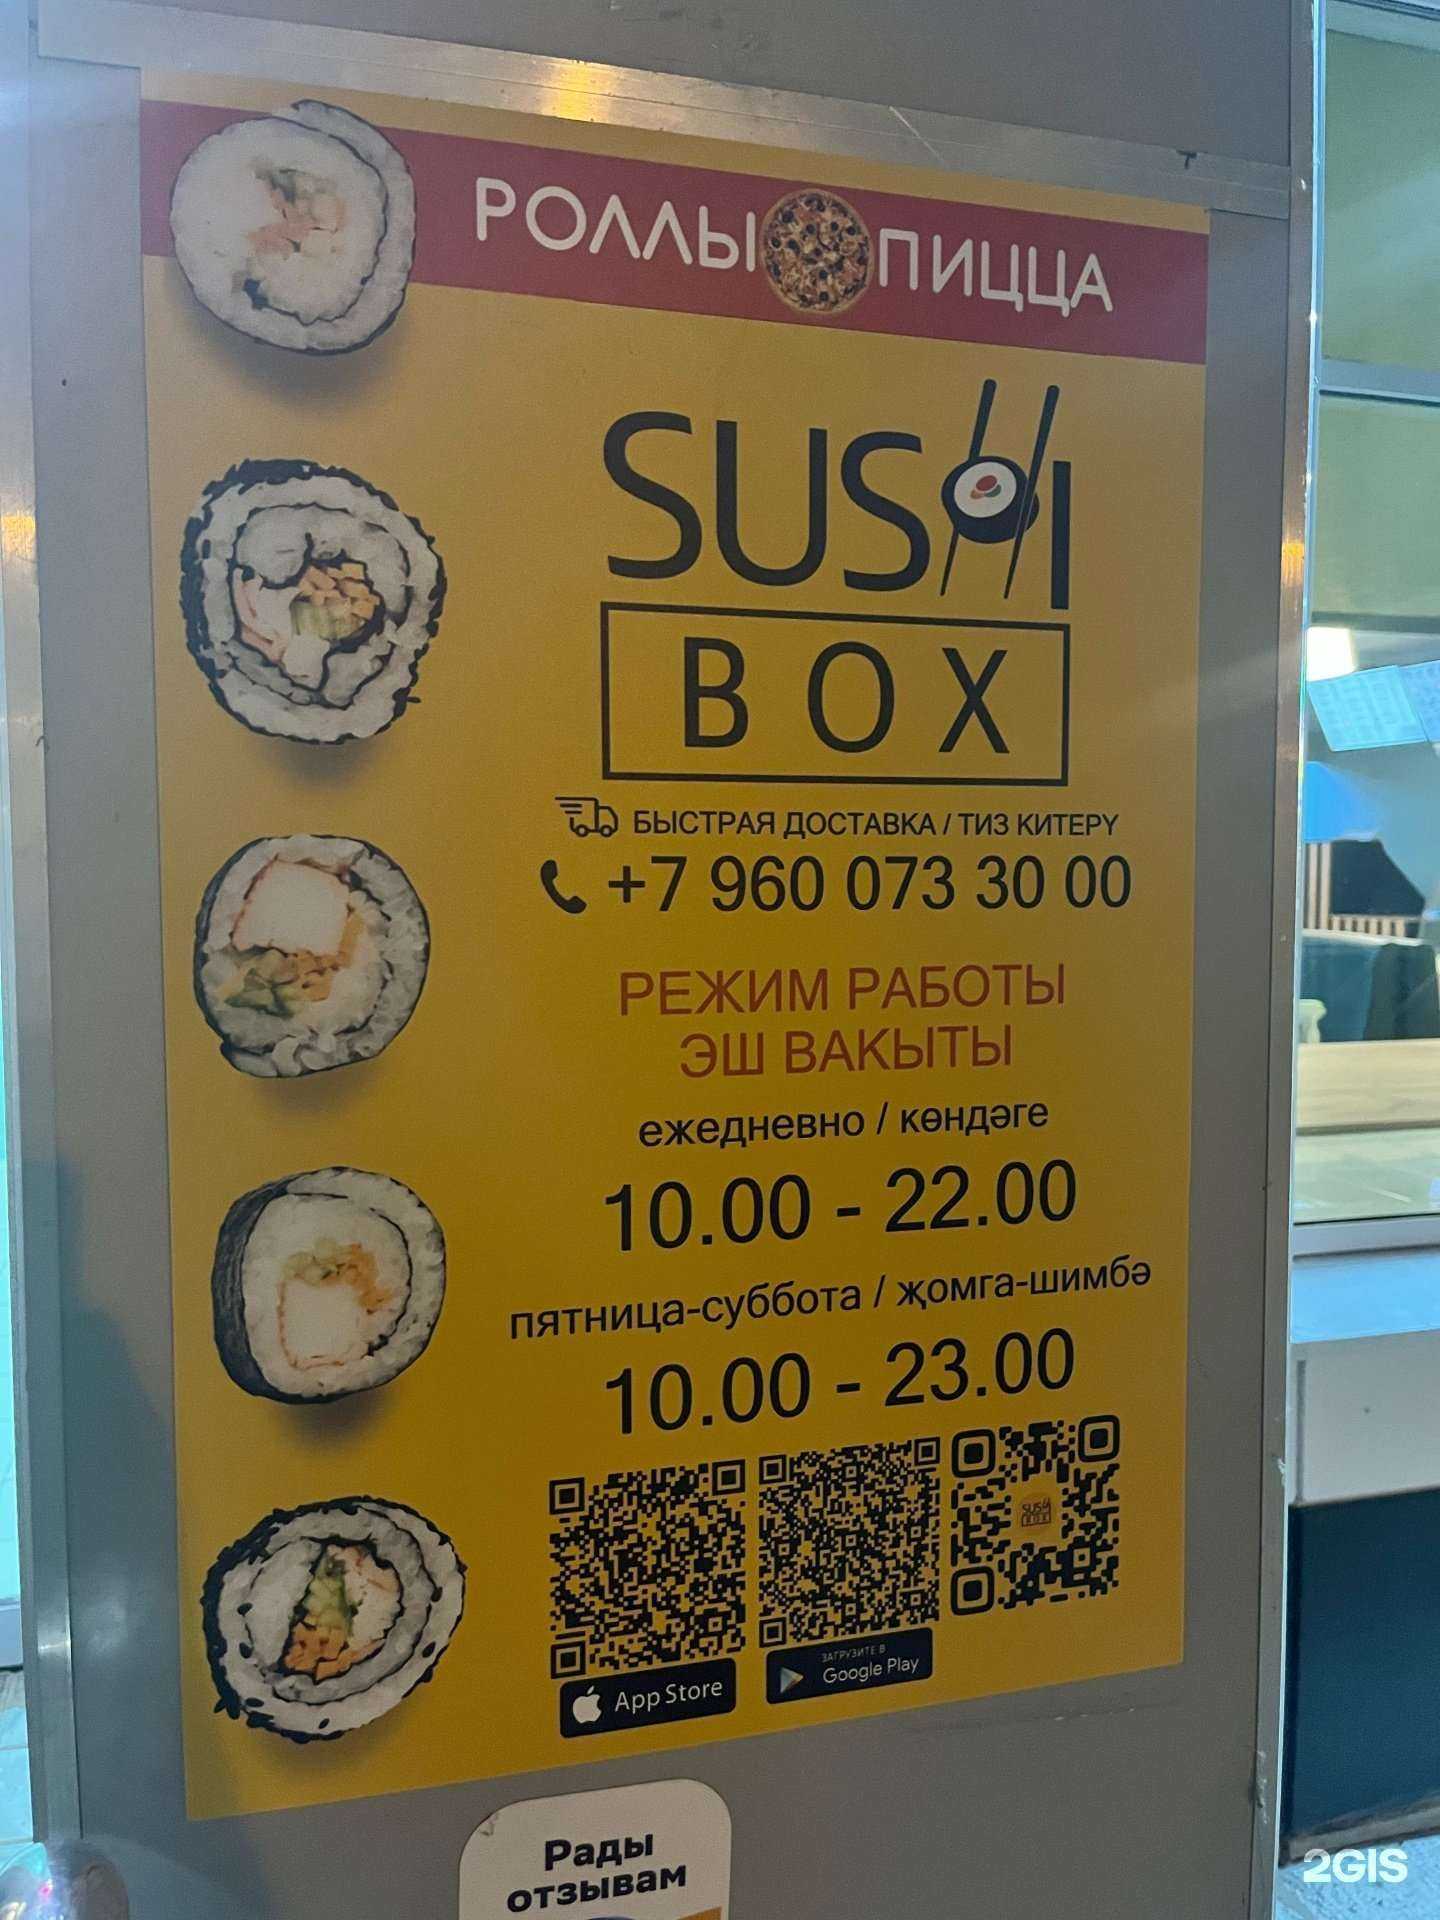 РОЛЛЫ ПИЦЦА
SUSHI
BOX
БЫСТРАЯ ДОСТАВКА / ТИЗ КИТЕРҮ
+7 960 073 30 00
РЕЖИМ РАБОТЫ
ЭШ ВАКЫТЫ
ежедневно / көндәге
10.00 - 22.00
пятница-суббота / җомга-шимбә
10.00 - 23.00
SUSHI
BOX
App Store
ЗАГРУЗИТЕ В
Google Play
Рады
отзывам
2GIS